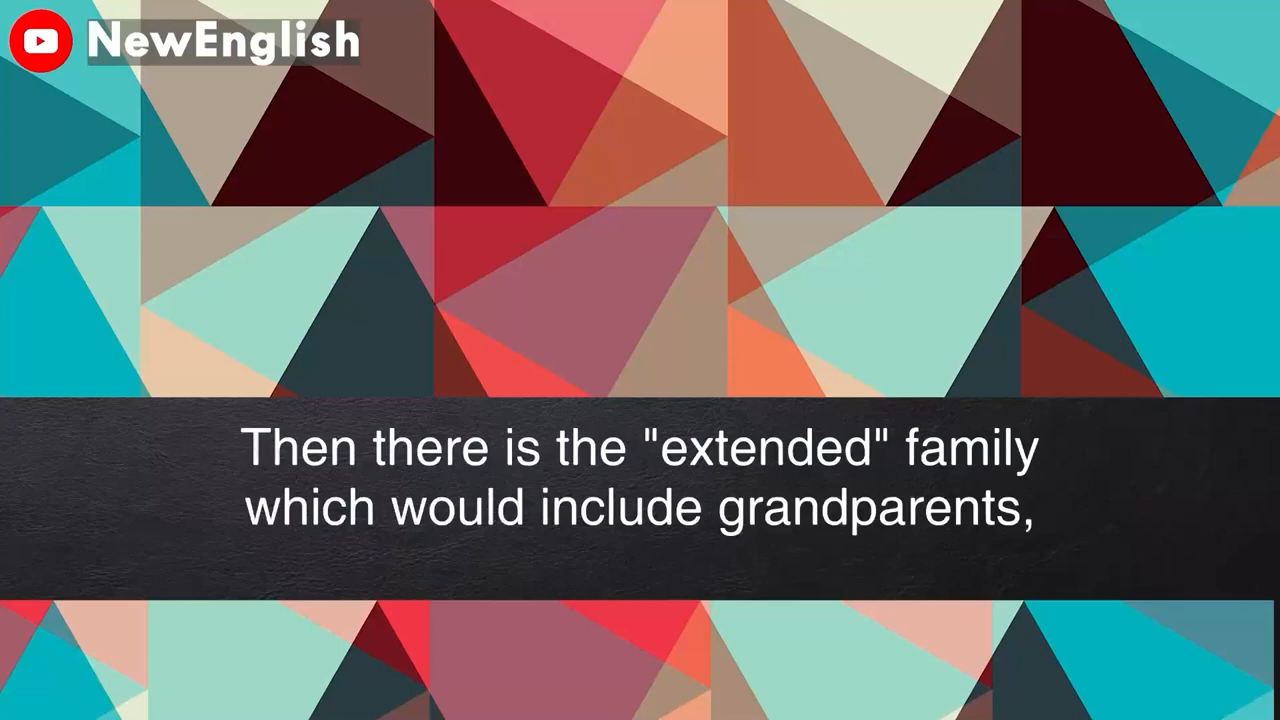 NewEnglish
Then there is the "extended" family
which would include grandparents,